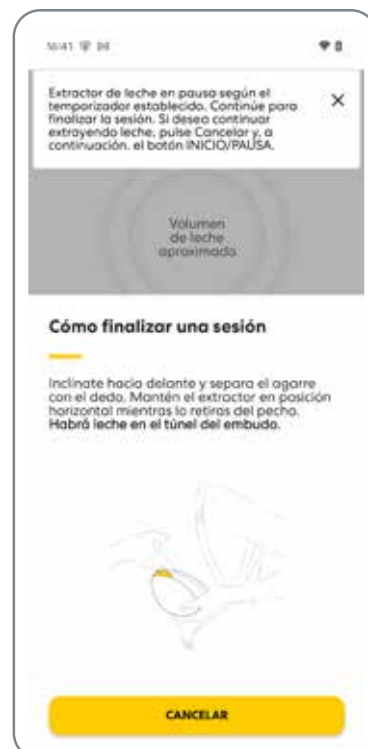 16:41
Extractor de leche en pausa según el
temporizador establecido. Continúe para
finalizar la sesión. Si desea continuar
extrayendo leche, pulse Cancelar y, a
continuación, el botón INICIO/PAUSA.
Volumen
de leche
aproximado
Cómo finalizar una sesión
Inclínate hacia delante y separa el agarre
con el dedo. Mantén el extractor en posición
horizontal mientras lo retiras del pecho.
Habrá leche en el túnel del embudo.
CANCELAR